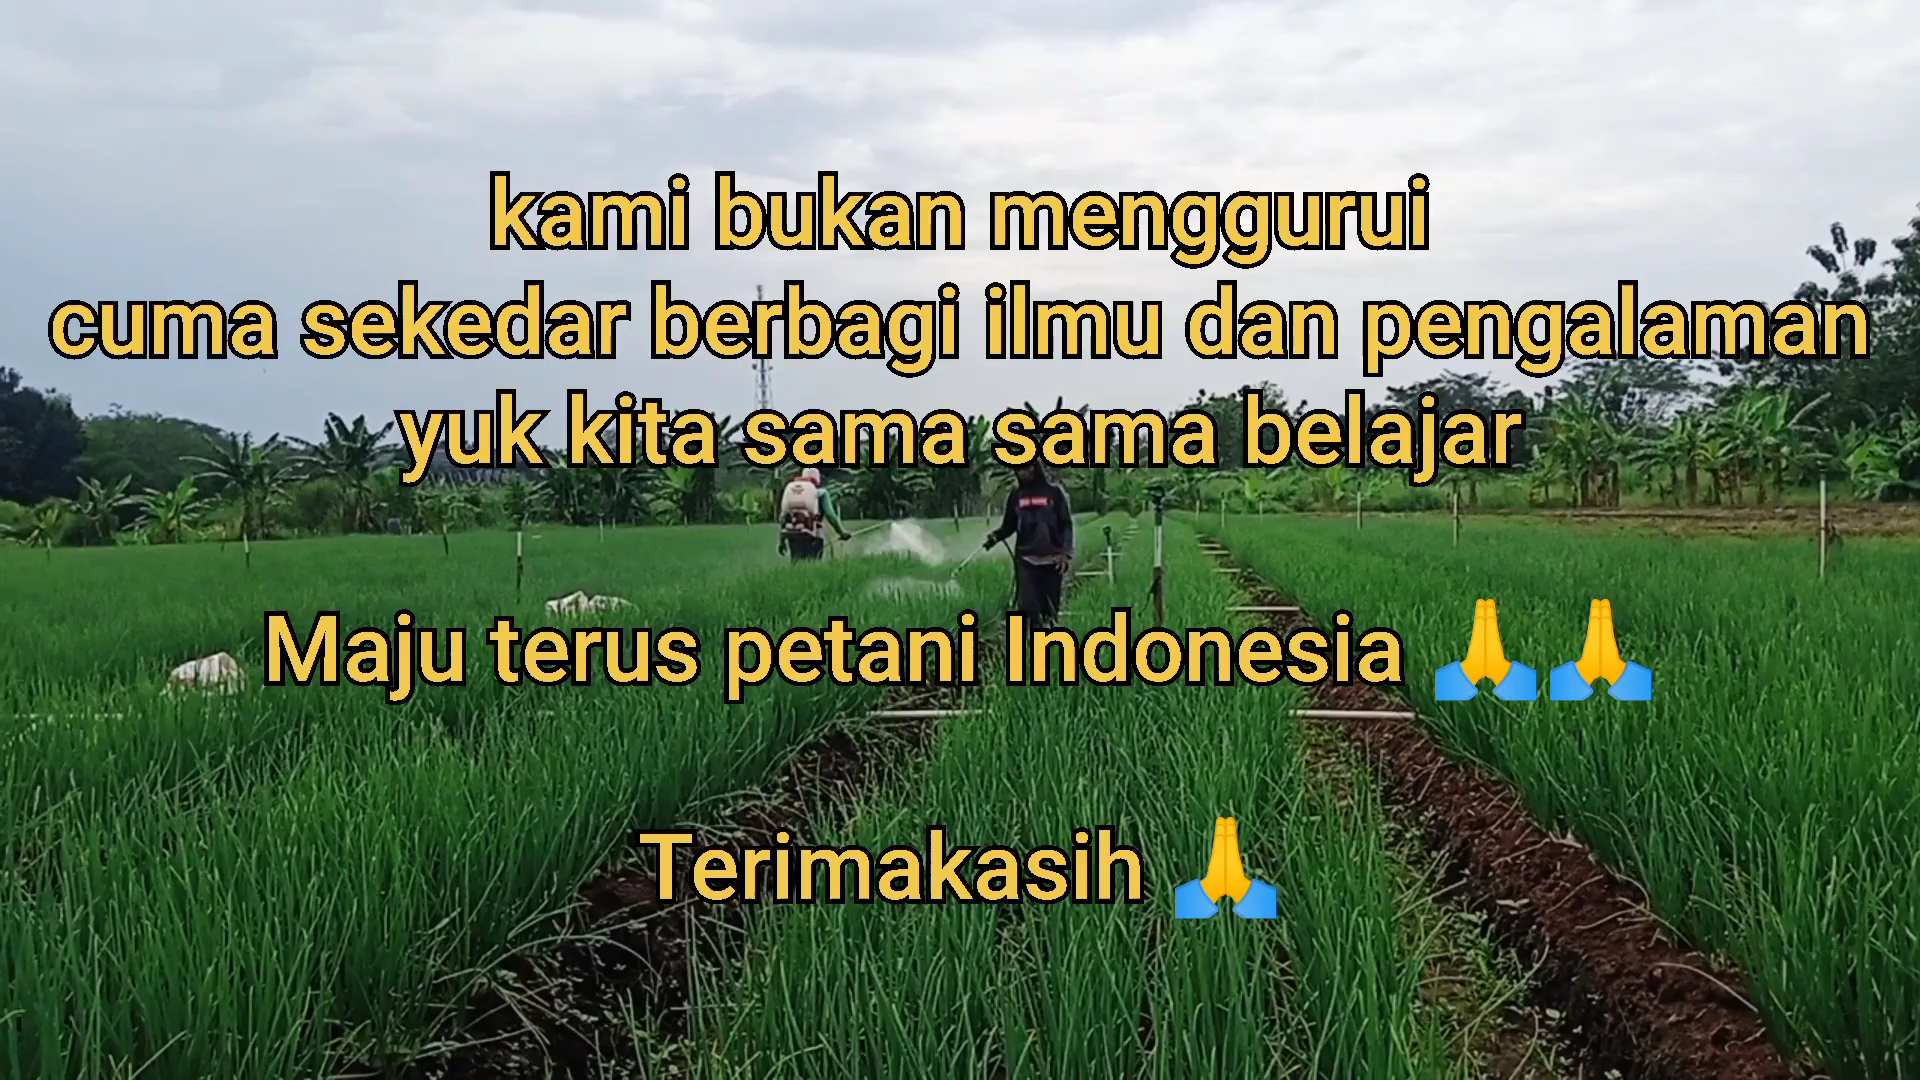 kami bukan menggurui
cuma sekedar berbagi ilmu dan pengalaman
yuk kita sama sama belajar
Maju terus petani Indonesia 🙏🙏
Terimakasih 🙏